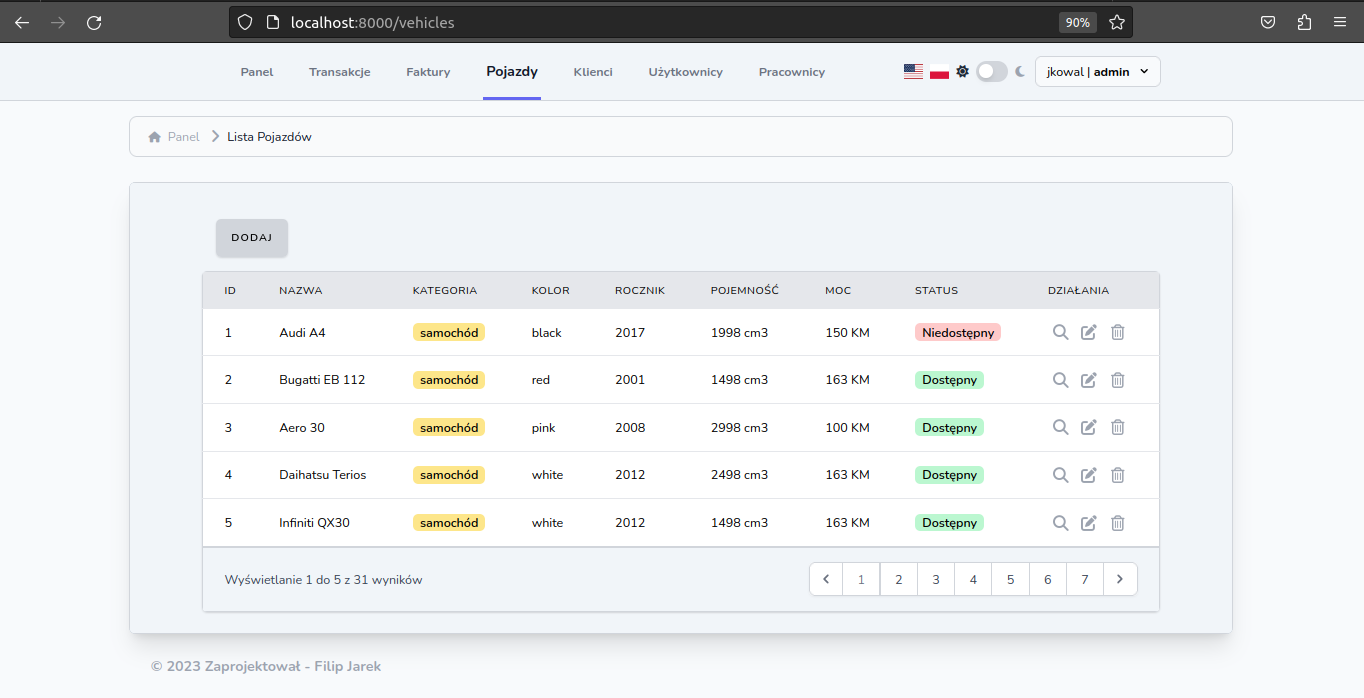 localhost:8000/vehicles 90%
Panel Transakcje Faktury Pojazdy Klienci Użytkownicy Pracownicy jkowal | admin
Panel Lista Pojazdów
DODAJ
ID NAZWA KATEGORIA KOLOR ROCZNIK POJEMNOŚĆ MOC STATUS DZIAŁANIA
1 Audi A4 samochód black 2017 1998 cm3 150 KM Niedostępny
2 Bugatti EB 112 samochód red 2001 1498 cm3 163 KM Dostępny
3 Aero 30 samochód pink 2008 2998 cm3 100 KM Dostępny
4 Daihatsu Terios samochód white 2012 2498 cm3 163 KM Dostępny
5 Infiniti QX30 samochód white 2012 1498 cm3 163 KM Dostępny
Wyświetlanie 1 do 5 z 31 wyników 1 2 3 4 5 6 7
© 2023 Zaprojektował - Filip Jarek